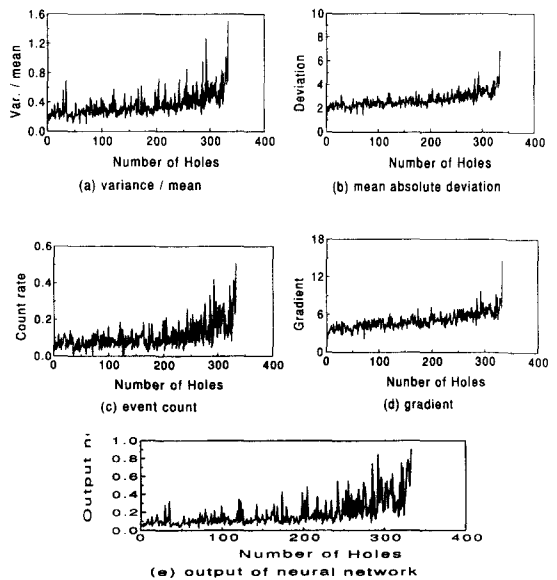 1.6
1.2
0.8
0.4
0.0
Var. / mean
0 100 200 300 400
Number of Holes
(a) variance / mean
10
8
6
4
2
0
Deviation
0 100 200 300 400
Number of Holes
(b) mean absolute deviation
0.6
0.4
0.2
0.0
Count rate
0 100 200 300 400
Number of Holes
(c) event count
18
12
6
0
Gradient
0 100 200 300 400
Number of Holes
(d) gradient
1.0
0.8
0.6
0.4
0.2
0.0
Output
0 100 200 300 400
Number of Holes
(e) output of neural network